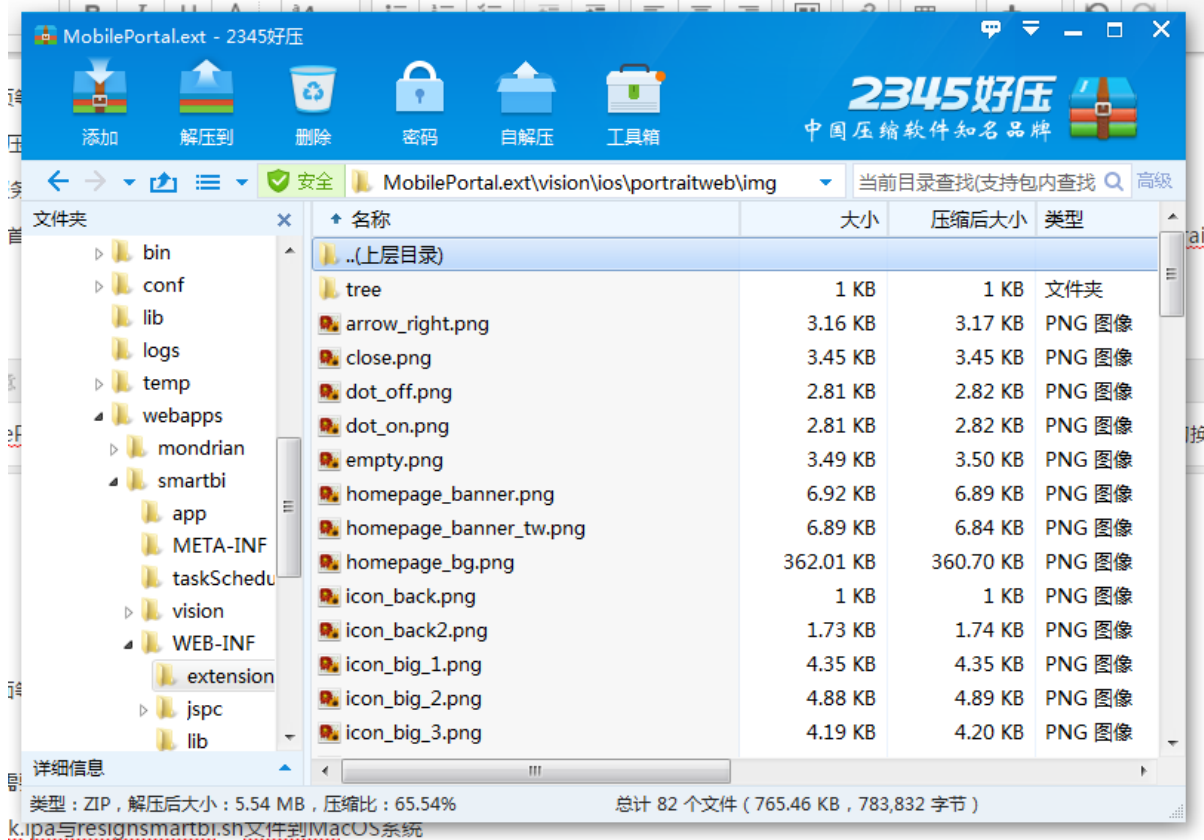 MobilePortal.ext - 2345好压
添加
解压到
删除
密码
自解压
工具箱
2345好压
中国压缩软件知名品牌
安全
MobilePortal.ext\vision\ios\portraitweb\img
当前目录查找(支持包内查找
高级
文件夹
bin
conf
lib
logs
temp
webapps
mondrian
smartbi
app
META-INF
taskSchedu
vision
WEB-INF
extension
jspc
lib
详细信息
名称 大小 压缩后大小 类型
..(上层目录)
tree 1 KB 1 KB 文件夹
arrow_right.png 3.16 KB 3.17 KB PNG 图像
close.png 3.45 KB 3.45 KB PNG 图像
dot_off.png 2.81 KB 2.82 KB PNG 图像
dot_on.png 2.81 KB 2.82 KB PNG 图像
empty.png 3.49 KB 3.50 KB PNG 图像
homepage_banner.png 6.92 KB 6.89 KB PNG 图像
homepage_banner_tw.png 6.89 KB 6.84 KB PNG 图像
homepage_bg.png 362.01 KB 360.70 KB PNG 图像
icon_back.png 1 KB 1 KB PNG 图像
icon_back2.png 1.73 KB 1.74 KB PNG 图像
icon_big_1.png 4.35 KB 4.35 KB PNG 图像
icon_big_2.png 4.88 KB 4.89 KB PNG 图像
icon_big_3.png 4.19 KB 4.20 KB PNG 图像
类型：ZIP，解压后大小：5.54 MB，压缩比：65.54%
总计 82 个文件（765.46 KB，783,832 字节）
k.ipa与resignsmartbi.sh文件到MacOS系统